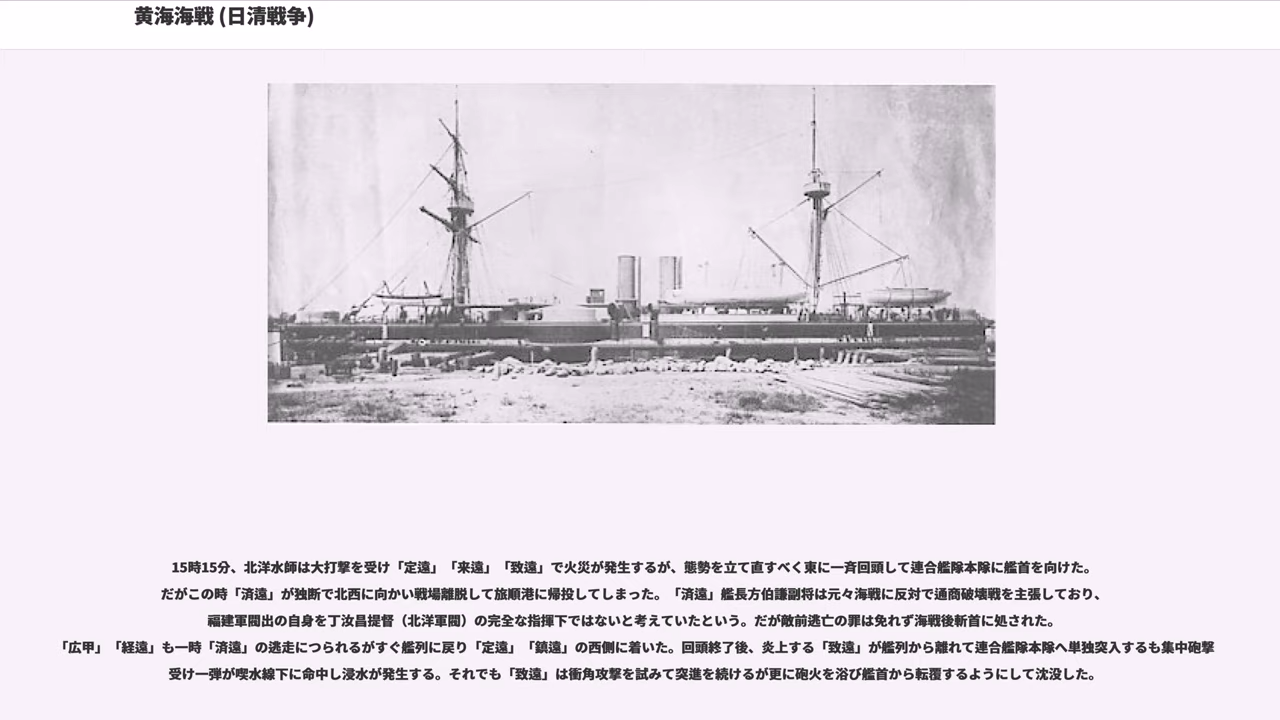 黄海海戦 (日清戦争)
15時15分、北洋水師は大打撃を受け「定遠」「来遠」「致遠」で火災が発生するが、態勢を立て直すべく東に一斉回頭して連合艦隊本隊に艦首を向けた。
だがこの時「済遠」が独断で北西に向かい戦場離脱して旅順港に帰投してしまった。「済遠」艦長方伯謙副将は元々海戦に反対で通商破壊戦を主張しており、
福建軍閥出の自身を丁汝昌提督（北洋軍閥）の完全な指揮下ではないと考えていたという。だが敵前逃亡の罪は免れず海戦後斬首に処された。
「広甲」「経遠」も一時「済遠」の逃走につられるがすぐ艦列に戻り「定遠」「鎮遠」の西側に着いた。回頭終了後、炎上する「致遠」が艦列から離れて連合艦隊本隊へ単独突入するも集中砲撃
受け一弾が喫水線下に命中し浸水が発生する。それでも「致遠」は衝角攻撃を試みて突進を続けるが更に砲火を浴び艦首から転覆するようにして沈没した。